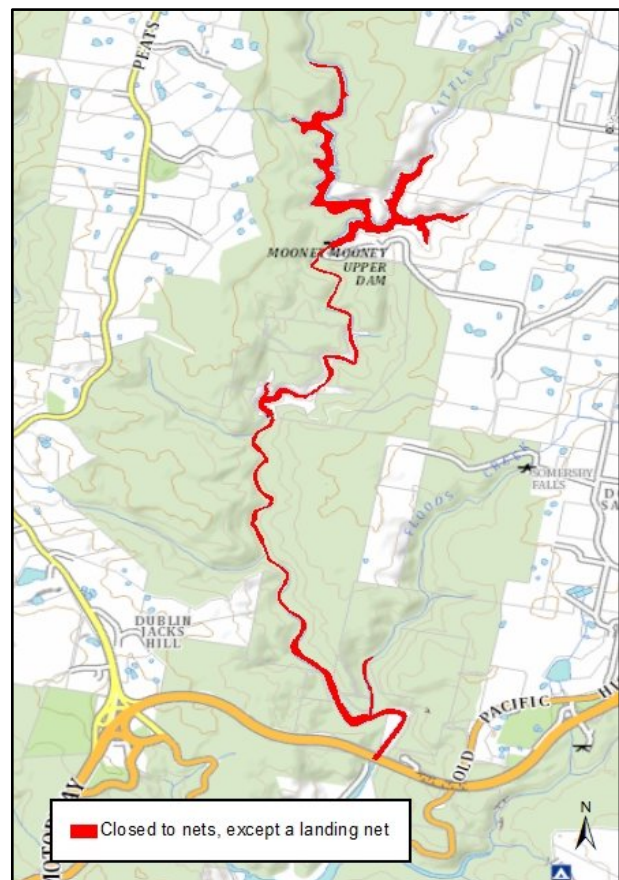 PEATS
LITTLE MOON
MOONEY MOONEY
UPPER
DAM
FLOODS CREEK
SOMERSBY
FALLS
DUBLIN
JACKS
HILL
OLD PACIFIC HI
MOTORWAY
Closed to nets, except a landing net
N